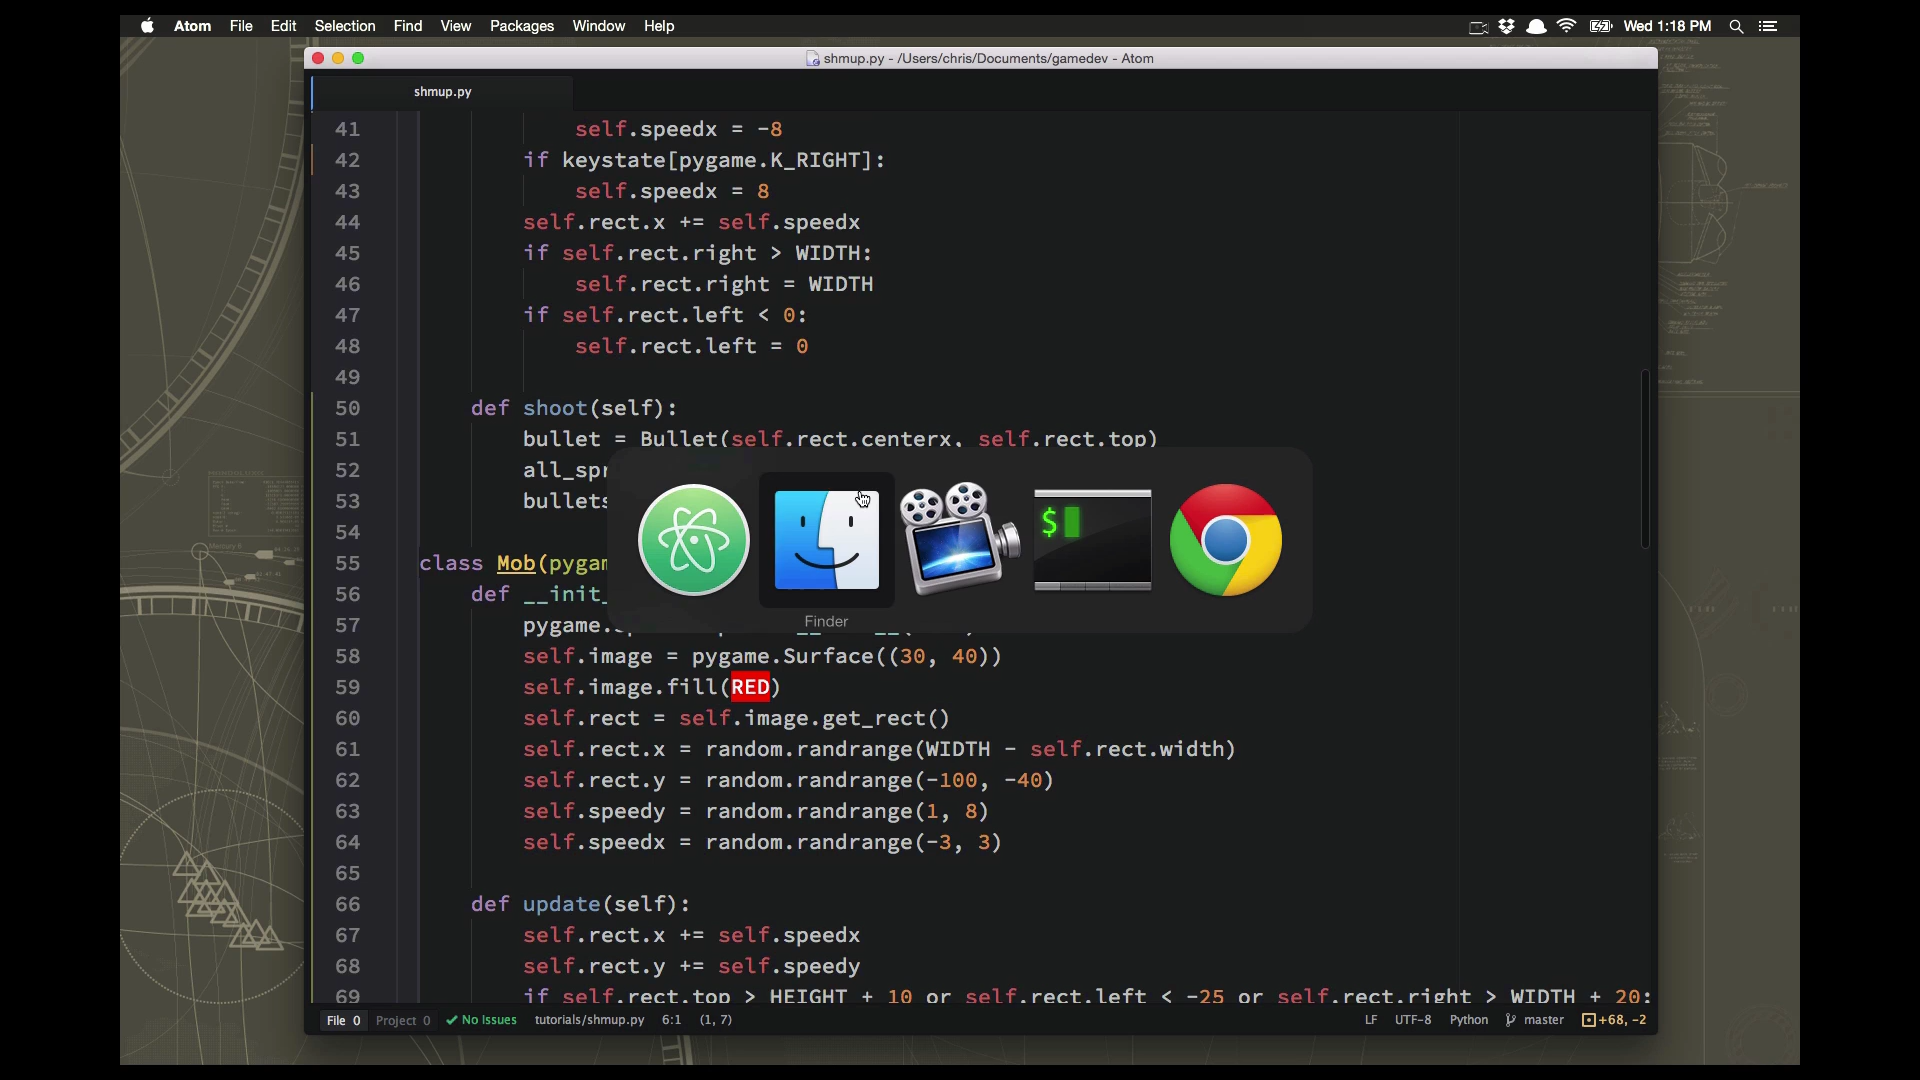 Atom File Edit Selection Find View Packages Window Help Wed 1:18 PM
shmup.py - /Users/chris/Documents/gamedev - Atom
shmup.py
41 self.speedx = -8
42 if keystate[pygame.K_RIGHT]:
43 self.speedx = 8
44 self.rect.x += self.speedx
45 if self.rect.right > WIDTH:
46 self.rect.right = WIDTH
47 if self.rect.left < 0:
48 self.rect.left = 0
49
50 def shoot(self):
51 bullet = Bullet(self.rect.centerx, self.rect.top)
52 all_spr
53 bullets
54
55 class Mob(pygam
56 def __init_
57 pygame.
58 self.image = pygame.Surface((30, 40))
59 self.image.fill(RED)
60 self.rect = self.image.get_rect()
61 self.rect.x = random.randrange(WIDTH - self.rect.width)
62 self.rect.y = random.randrange(-100, -40)
63 self.speedy = random.randrange(1, 8)
64 self.speedx = random.randrange(-3, 3)
65
66 def update(self):
67 self.rect.x += self.speedx
68 self.rect.y += self.speedy
69 if self.rect.top > HEIGHT + 10 or self.rect.left < -25 or self.rect.right > WIDTH + 20:
$
Finder
File 0 Project 0 No Issues tutorials/shmup.py 6:1 (1, 7) LF UTF-8 Python master +68, -2